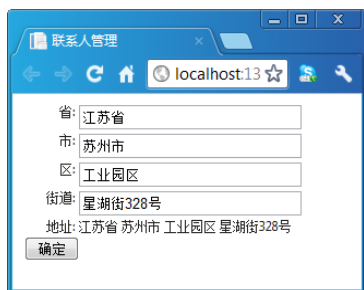 联系人管理
localhost:13
省: 江苏省
市: 苏州市
区: 工业园区
街道: 星湖街328号
地址: 江苏省 苏州市 工业园区 星湖街328号
确定